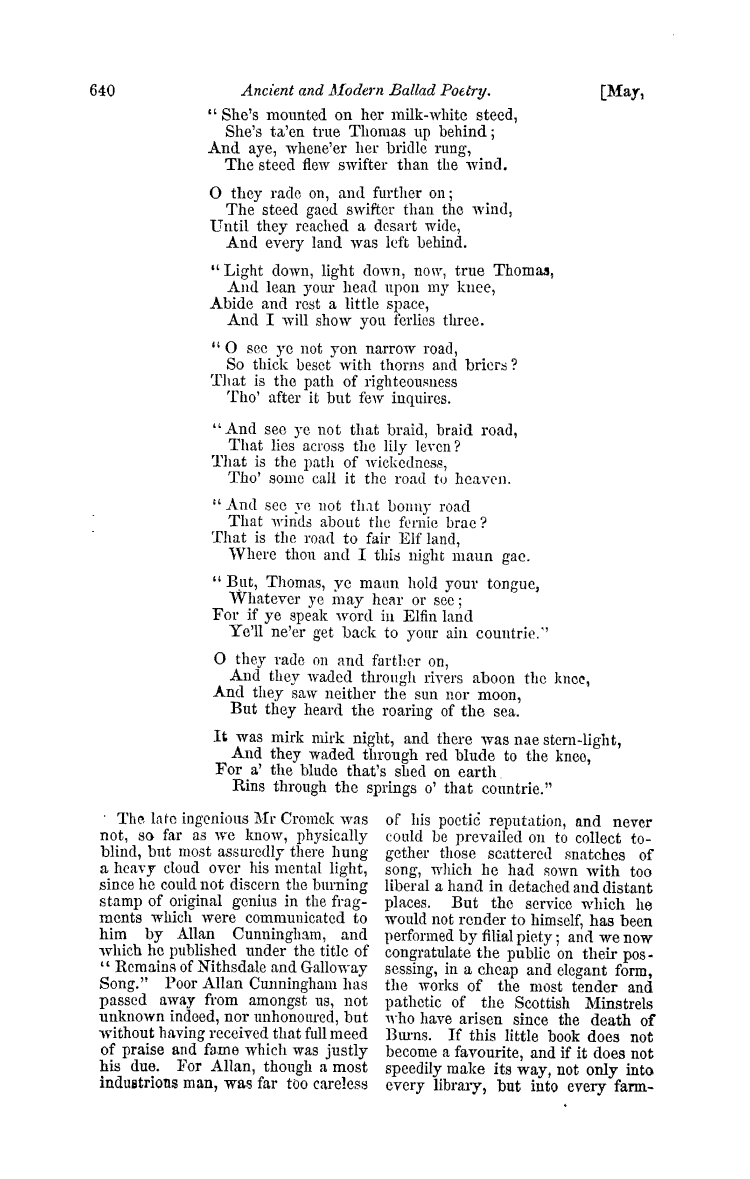 640 Ancient and Modern Ballad Poetry. [May,
“ She's mounted on her milk-white steed,
She's ta'en true Thomas up behind ;
And aye, whene'er her bridle rung,
The steed flew swifter than the wind.
O they rade on, and further on ;
The steed gaed swifter than the wind,
Until they reached a desart wide,
And every land was left behind.
“ Light down, light down, now, true Thomas,
And lean your head upon my knee,
Abide and rest a little space,
And I will show you ferlies three.
“ O see ye not yon narrow road,
So thick beset with thorns and briers ?
That is the path of righteousness
Tho' after it but few inquires.
“ And see ye not that braid, braid road,
That lies across the lily leven ?
That is the path of wickedness,
Tho' some call it the road to heaven.
“ And see ye not that bonny road
That winds about the fernie brae ?
That is the road to fair Elf land,
Where thou and I this night maun gae.
“ But, Thomas, ye maun hold your tongue,
Whatever ye may hear or see ;
For if ye speak word in Elfin land
Ye'll ne'er get back to your ain countrie.”
O they rade on and farther on,
And they waded through rivers aboon the knee,
And they saw neither the sun nor moon,
But they heard the roaring of the sea.
It was mirk mirk night, and there was nae stern-light,
And they waded through red blude to the knee,
For a' the blude that's shed on earth
Rins through the springs o' that countrie.”
The late ingenious Mr Cromek was
not, so far as we know, physically
blind, but most assuredly there hung
a heavy cloud over his mental light,
since he could not discern the burning
stamp of original genius in the frag-
ments which were communicated to
him by Allan Cunningham, and
which he published under the title of
“ Remains of Nithsdale and Galloway
Song.” Poor Allan Cunningham has
passed away from amongst us, not
unknown indeed, nor unhonoured, but
without having received that full meed
of praise and fame which was justly
his due. For Allan, though a most
industrious man, was far too careless
of his poetic reputation, and never
could be prevailed on to collect to-
gether those scattered snatches of
song, which he had sown with too
liberal a hand in detached and distant
places. But the service which he
would not render to himself, has been
performed by filial piety ; and we now
congratulate the public on their pos-
sessing, in a cheap and elegant form,
the works of the most tender and
pathetic of the Scottish Minstrels
who have arisen since the death of
Burns. If this little book does not
become a favourite, and if it does not
speedily make its way, not only into
every library, but into every farm-